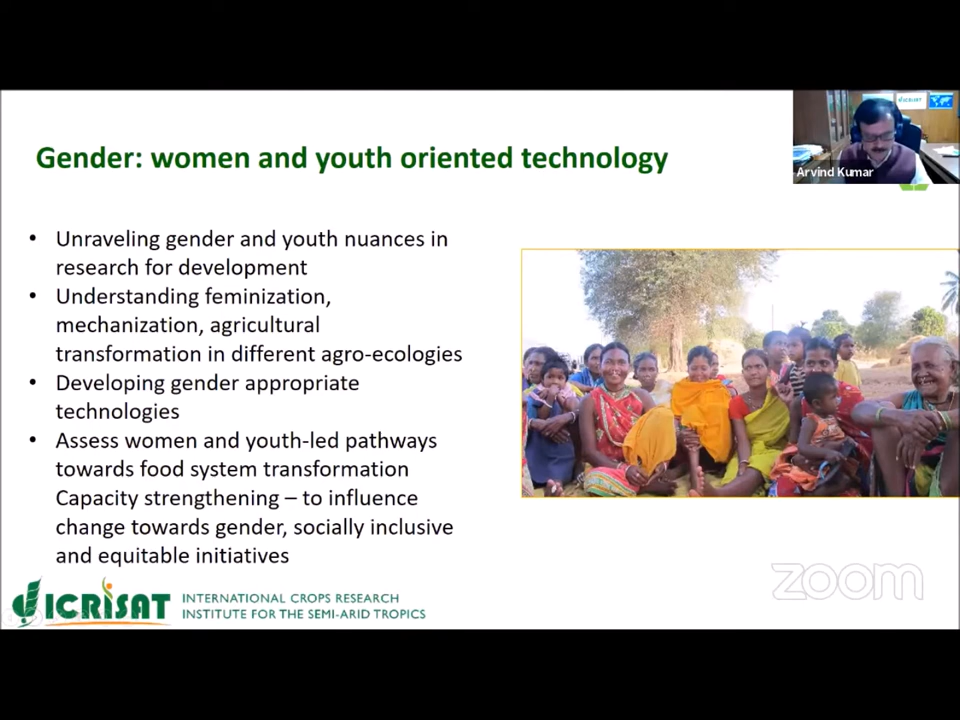 Gender: women and youth oriented technology
Arvind Kumar
• Unraveling gender and youth nuances in
research for development
• Understanding feminization,
mechanization, agricultural
transformation in different agro-ecologies
• Developing gender appropriate
technologies
• Assess women and youth-led pathways
towards food system transformation
Capacity strengthening – to influence
change towards gender, socially inclusive
and equitable initiatives
zoom
ICRISAT
INTERNATIONAL CROPS RESEARCH
INSTITUTE FOR THE SEMI-ARID TROPICS